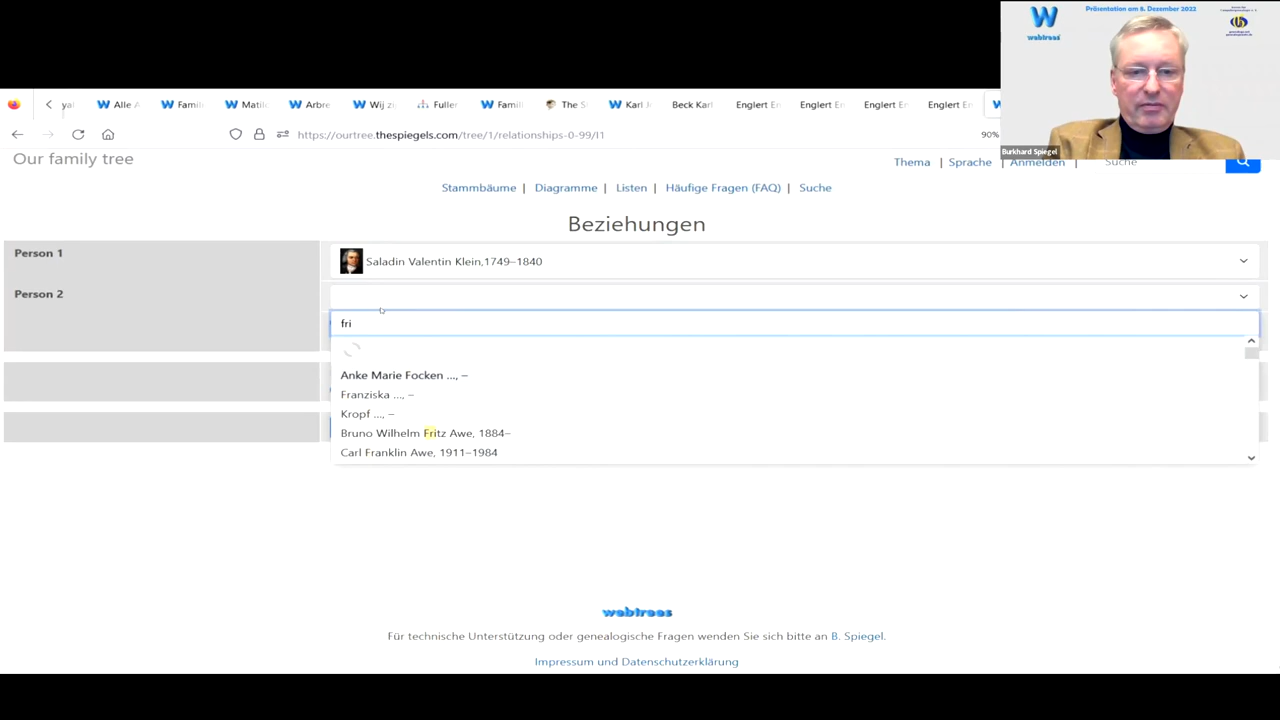 Präsentation am 8. Dezember 2022
webtrees
Burkhard Spiegel
Alle A
Famil
Matil
Arbre
Wij zi
Fuller
Famil
The S
Karl J
Beck Karl
Englert En
Englert En
Englert En
Englert En
https://ourtree.thespiegels.com/tree/1/relationships-0-99/I1
90%
Our family tree
Thema | Sprache | Anmelden | Suche
Stammbäume | Diagramme | Listen | Häufige Fragen (FAQ) | Suche
Beziehungen
Person 1
Saladin Valentin Klein,1749–1840
Person 2
fri
Anke Marie Focken ..., –
Franziska ..., –
Kropf ..., –
Bruno Wilhelm Fritz Awe, 1884–
Carl Franklin Awe, 1911–1984
webtrees
Für technische Unterstützung oder genealogische Fragen wenden Sie sich bitte an B. Spiegel.
Impressum und Datenschutzerklärung